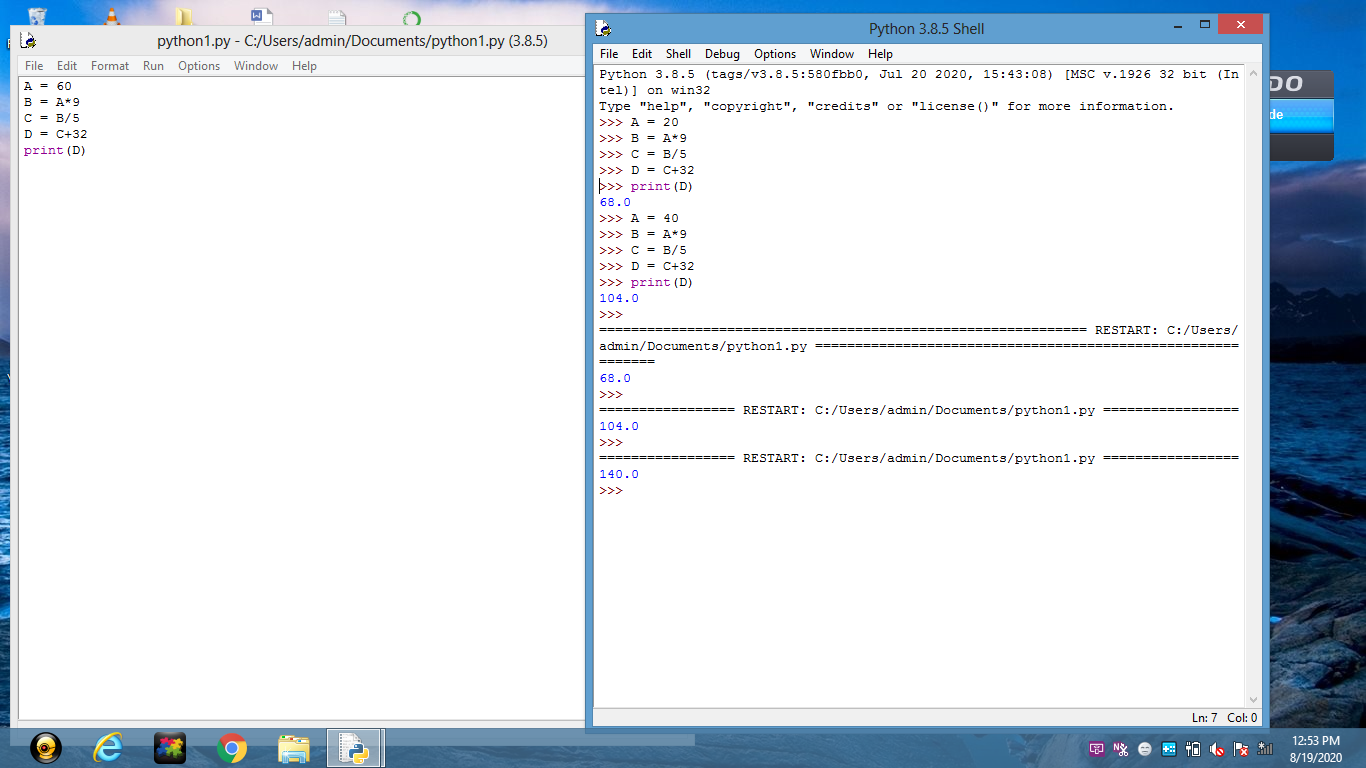 python1.py - C:/Users/admin/Documents/python1.py (3.8.5)
File Edit Format Run Options Window Help
A = 60
B = A*9
C = B/5
D = C+32
print(D)
Python 3.8.5 Shell
File Edit Shell Debug Options Window Help
Python 3.8.5 (tags/v3.8.5:580fbb0, Jul 20 2020, 15:43:08) [MSC v.1926 32 bit (In
tel)] on win32
Type "help", "copyright", "credits" or "license()" for more information.
>>> A = 20
>>> B = A*9
>>> C = B/5
>>> D = C+32
>>> print(D)
68.0
>>> A = 40
>>> B = A*9
>>> C = B/5
>>> D = C+32
>>> print(D)
104.0
>>>
============================================================= RESTART: C:/Users/
admin/Documents/python1.py =====================================================
=======
68.0
>>>
================= RESTART: C:/Users/admin/Documents/python1.py =================
104.0
>>>
================= RESTART: C:/Users/admin/Documents/python1.py =================
140.0
>>>
Ln: 7 Col: 0
DO
de
12:53 PM
8/19/2020